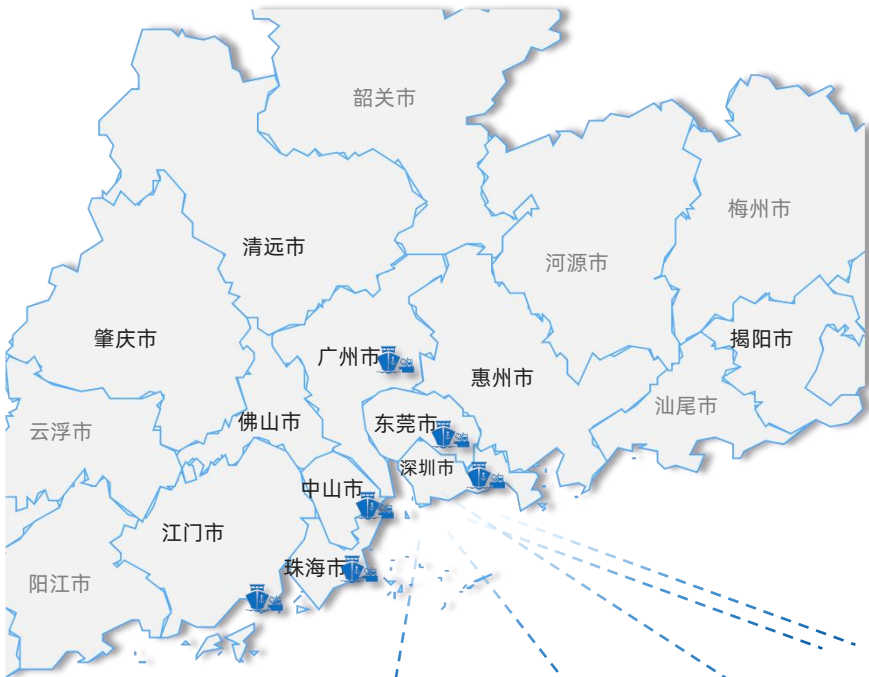 韶关市
梅州市
清远市
河源市
肇庆市
揭阳市
广州市
惠州市
汕尾市
佛山市
东莞市
云浮市
深圳市
中山市
江门市
珠海市
阳江市